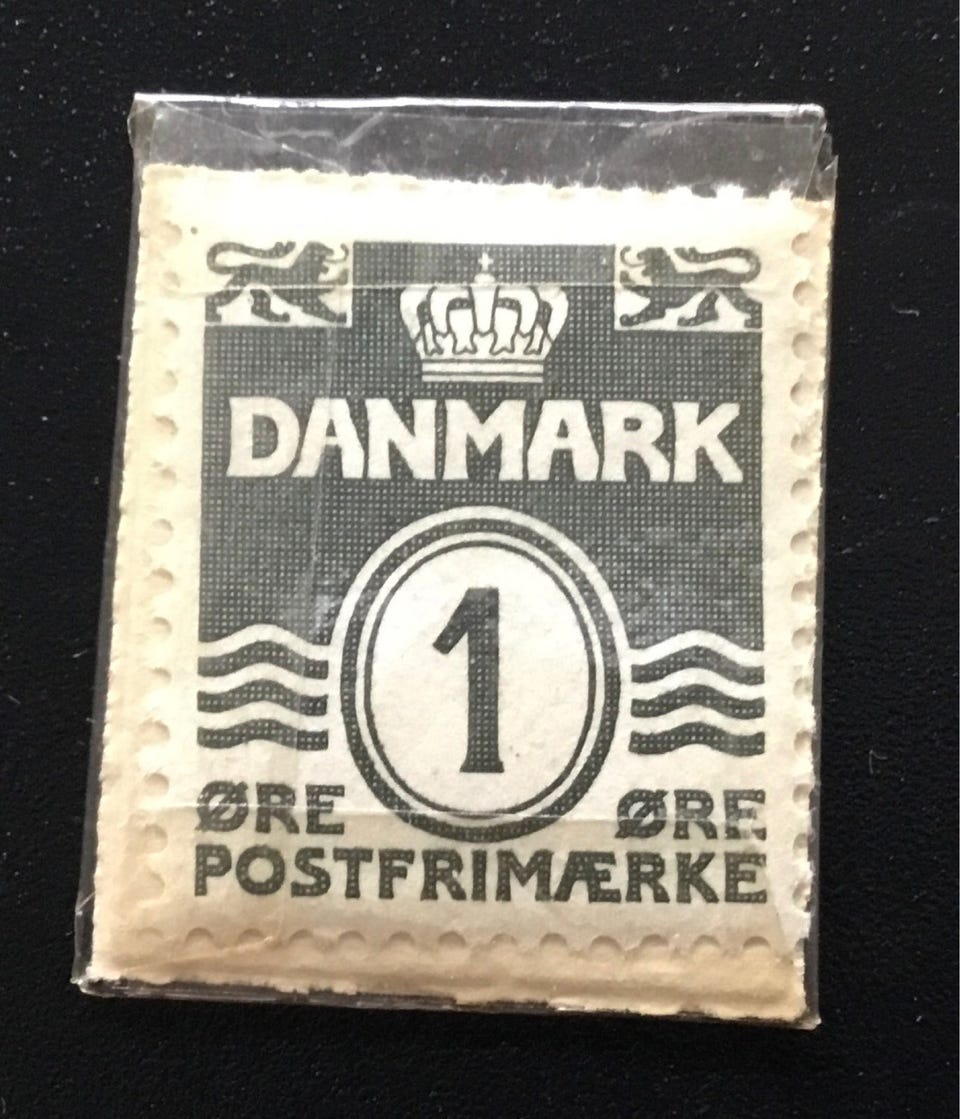 DANMARK
1
ØRE ØRE
POSTFRIMÆRKE